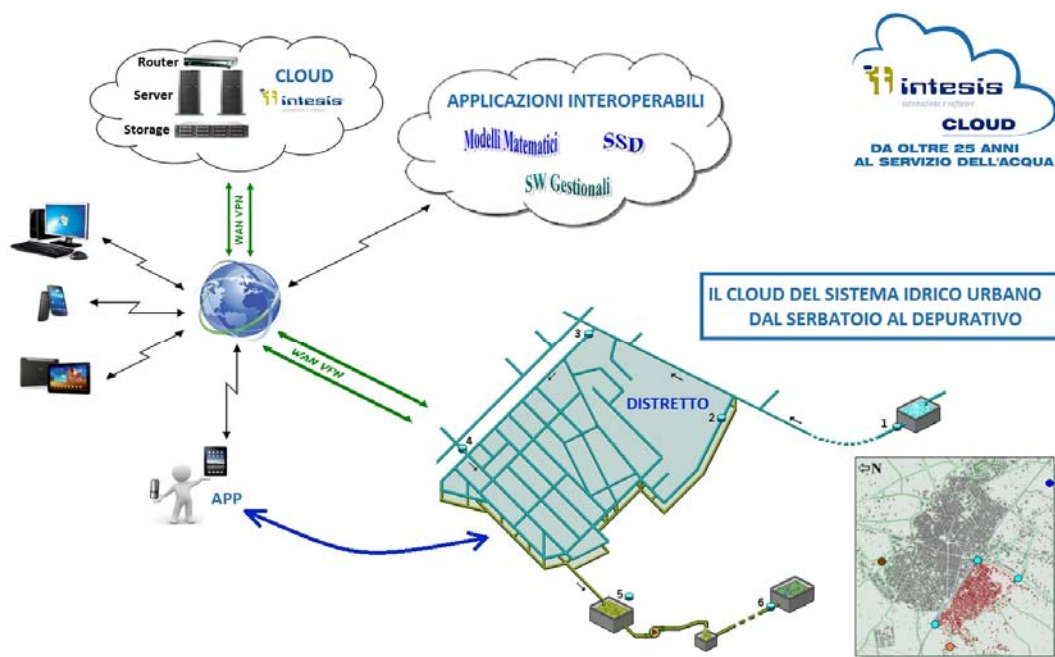 Router
Server
Storage
CLOUD
intesis
APPLICAZIONI INTEROPERABILI
Modelli Matematici
SSD
SW Gestionali
intesis
automazione e software
CLOUD
DA OLTRE 25 ANNI
AL SERVIZIO DELL'ACQUA
WAN VPN
IL CLOUD DEL SISTEMA IDRICO URBANO
DAL SERBATOIO AL DEPURATIVO
WAN VPN
3
DISTRETTO
2
1
4
APP
N
5
6